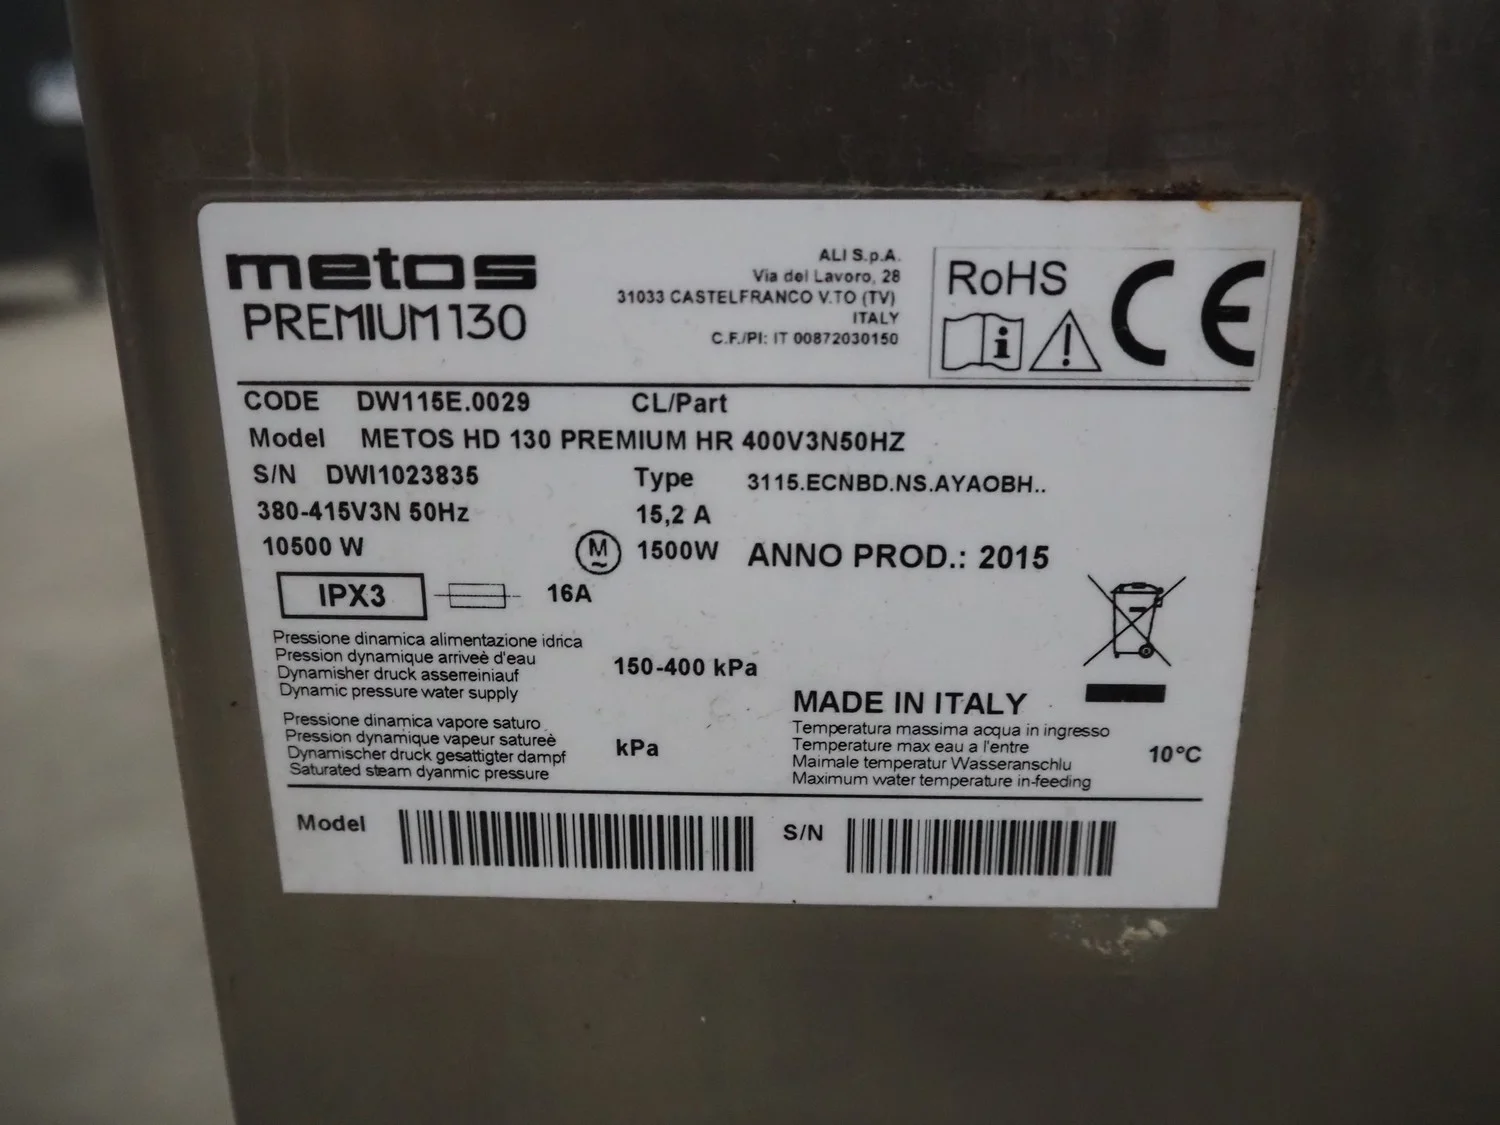 metos
PREMIUM 130
ALI S.p.A.
Via del Lavoro, 28
31033 CASTELFRANCO V.TO (TV)
ITALY
C.F./PI: IT 00872030150
RoHS CE
CODE DW115E.0029 CL/Part
Model METOS HD 130 PREMIUM HR 400V3N50HZ
S/N DWI1023835 Type 3115.ECNBD.NS.AYAOBH..
380-415V3N 50Hz 15,2 A
10500 W M 1500W ANNO PROD.: 2015
IPX3 16A
Pressione dinamica alimentazione idrica
Pression dynamique arriveè d'eau
Dynamisher druck asserreiniauf
Dynamic pressure water supply
150-400 kPa
Pressione dinamica vapore saturo
Pression dynamique vapeur satureè
Dynamischer druck gesattigter dampf
Saturated steam dyanmic pressure
kPa
MADE IN ITALY
Temperatura massima acqua in ingresso
Temperature max eau a l'entre
Maimale temperatur Wasseranschlu
Maximum water temperature in-feeding
10°C
Model S/N